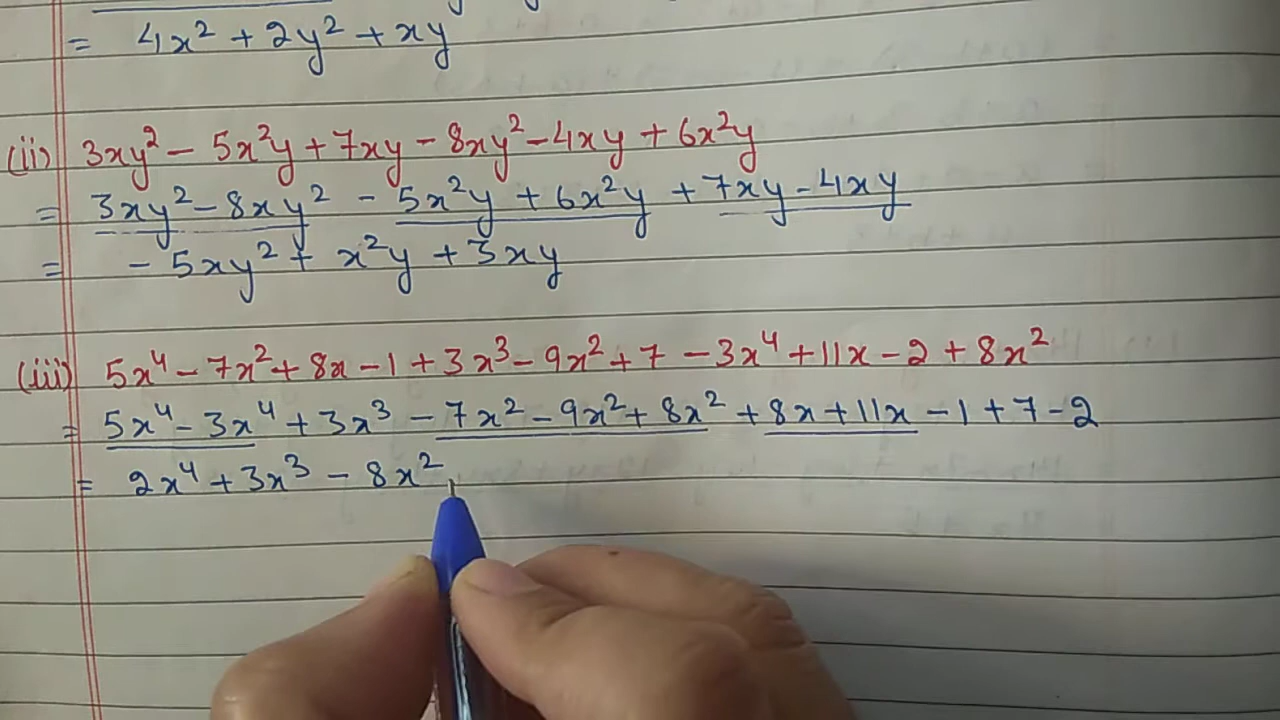 = 4x² + 2y² + xy
(ii) 3xy² - 5x²y + 7xy - 8xy² - 4xy + 6x²y
= 3xy² - 8xy² - 5x²y + 6x²y + 7xy - 4xy
= - 5xy² + x²y + 3xy
(iii) 5x⁴ - 7x² + 8x - 1 + 3x³ - 9x² + 7 - 3x⁴ + 11x - 2 + 8x²
= 5x⁴ - 3x⁴ + 3x³ - 7x² - 9x² + 8x² + 8x + 11x - 1 + 7 - 2
= 2x⁴ + 3x³ - 8x²